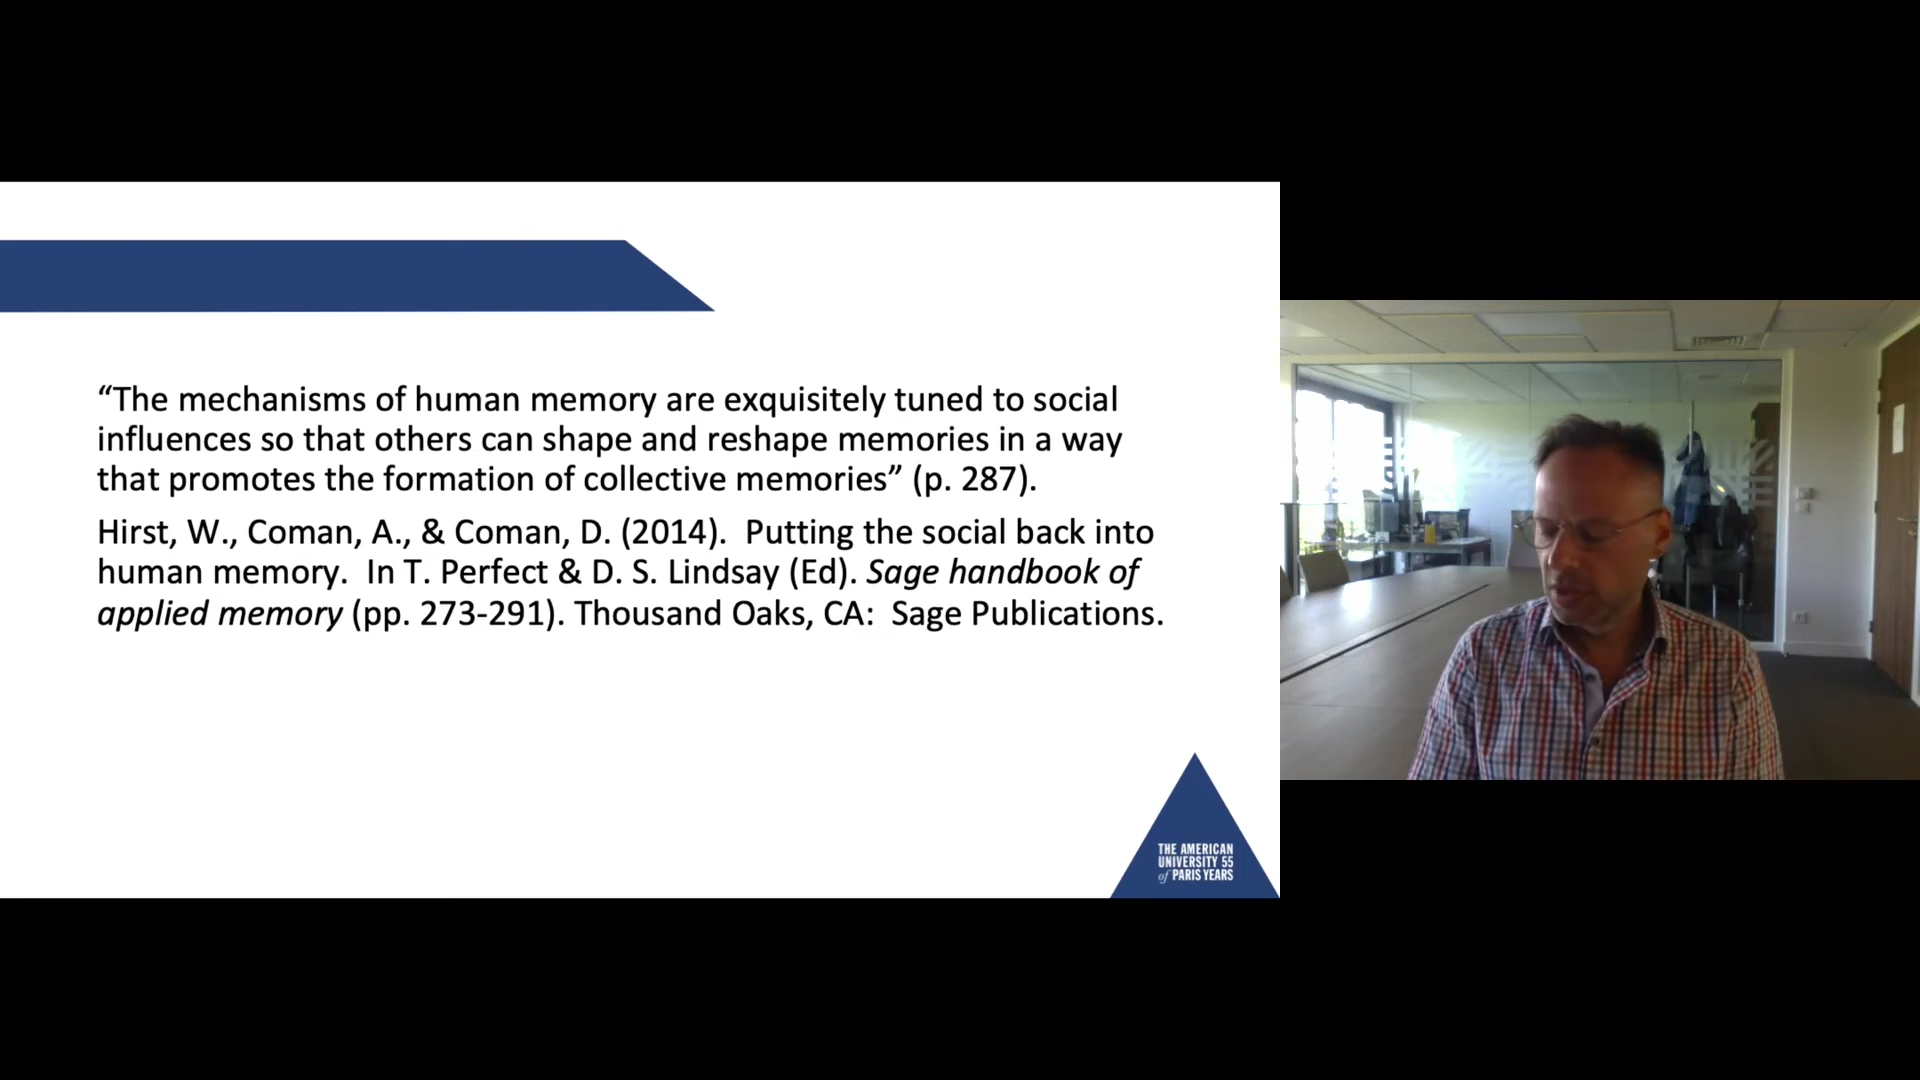 “The mechanisms of human memory are exquisitely tuned to social
influences so that others can shape and reshape memories in a way
that promotes the formation of collective memories” (p. 287).
Hirst, W., Coman, A., & Coman, D. (2014).  Putting the social back into
human memory.  In T. Perfect & D. S. Lindsay (Ed). Sage handbook of
applied memory (pp. 273-291). Thousand Oaks, CA:  Sage Publications.
THE AMERICAN
UNIVERSITY 55
of PARIS YEARS